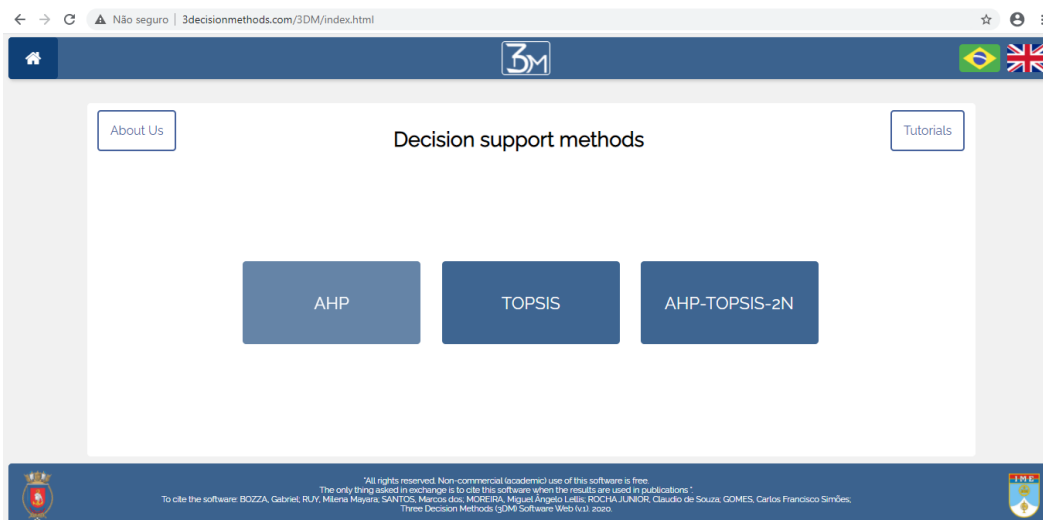 Não seguro | 3decisionmethods.com/3DM/index.html
3M
About Us
Decision support methods
Tutorials
AHP
TOPSIS
AHP-TOPSIS-2N
"All rights reserved. Non-commercial (academic) use of this software is free.
The only thing asked in exchange is to cite this software when the results are used in publications ".
To cite the software: BOZZA, Gabriel; RUY, Milena Mayara; SANTOS, Marcos dos; MOREIRA, Miguel Ângelo Lellis; ROCHA JUNIOR, Claudio de Souza; GOMES, Carlos Francisco Simões;
Three Decision Methods (3DM) Software Web (v.1). 2020.
I·M·E